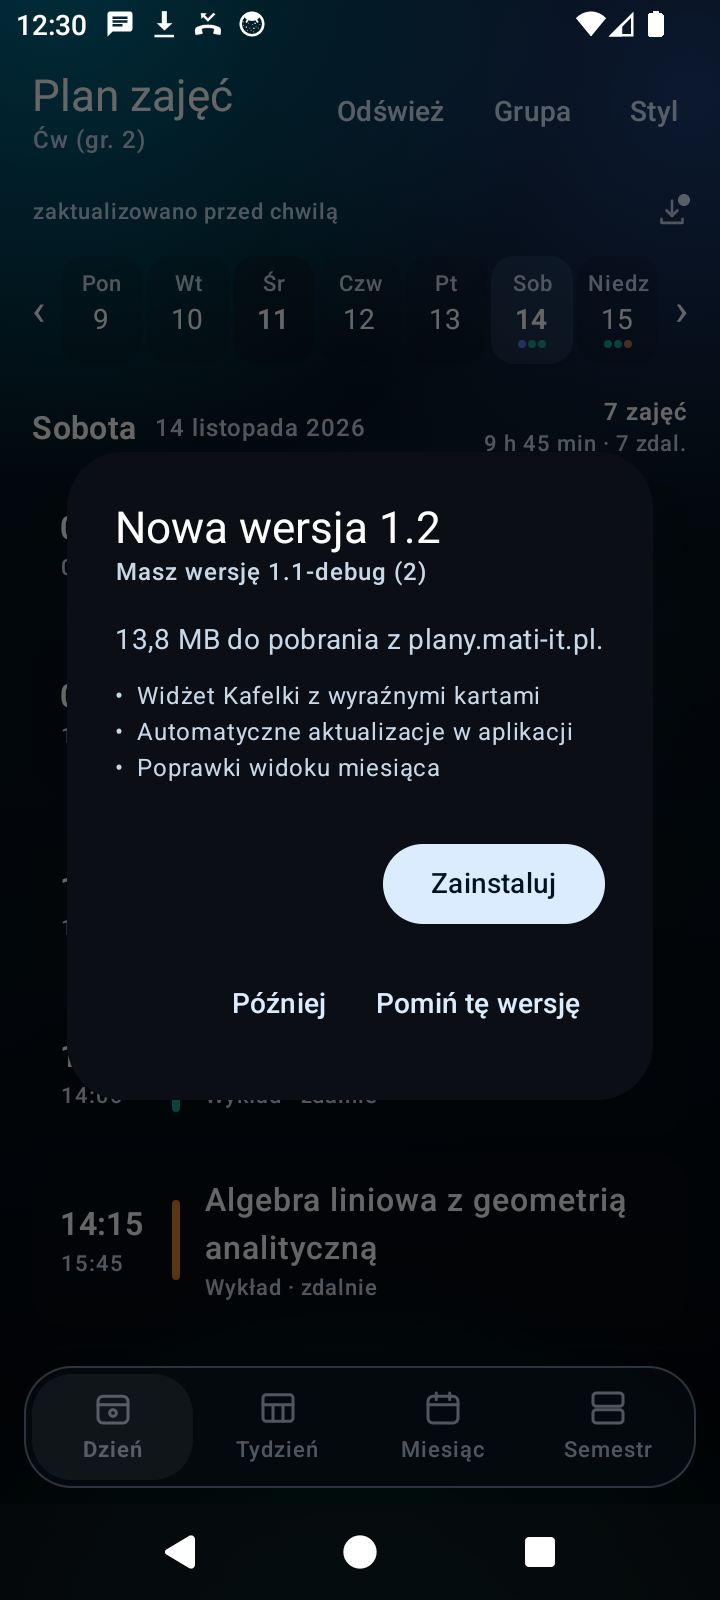 12:30
Plan zajęć
Ćw (gr. 2)
Odśwież
Grupa
Styl
zaktualizowano przed chwilą
‹
Pon
9
Wt
10
Śr
11
Czw
12
Pt
13
Sob
14
Niedz
15
›
Sobota 14 listopada 2026
7 zajęć
9 h 45 min · 7 zdal.
Nowa wersja 1.2
Masz wersję 1.1-debug (2)
13,8 MB do pobrania z plany.mati-it.pl.
• Widżet Kafelki z wyraźnymi kartami
• Automatyczne aktualizacje w aplikacji
• Poprawki widoku miesiąca
Zainstaluj
Później
Pomiń tę wersję
Wykład · zdalnie
14:15
15:45
Algebra liniowa z geometrią
analityczną
Wykład · zdalnie
Dzień
Tydzień
Miesiąc
Semestr